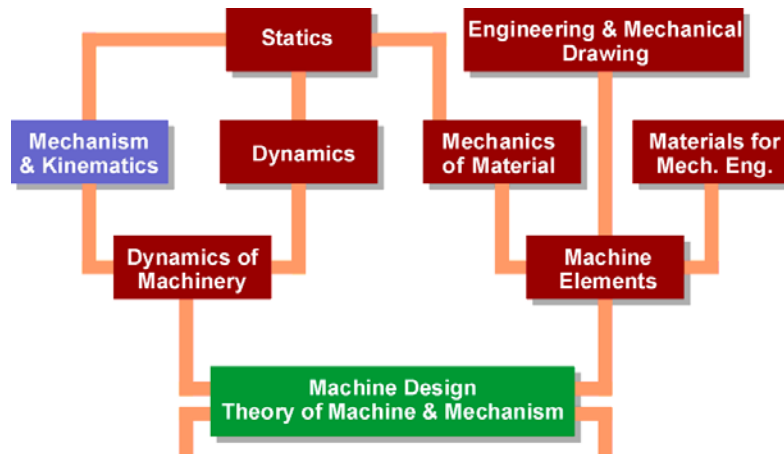 Statics
Engineering & Mechanical
Drawing
Mechanism
& Kinematics
Dynamics
Mechanics
of Material
Materials for
Mech. Eng.
Dynamics of
Machinery
Machine
Elements
Machine Design
Theory of Machine & Mechanism